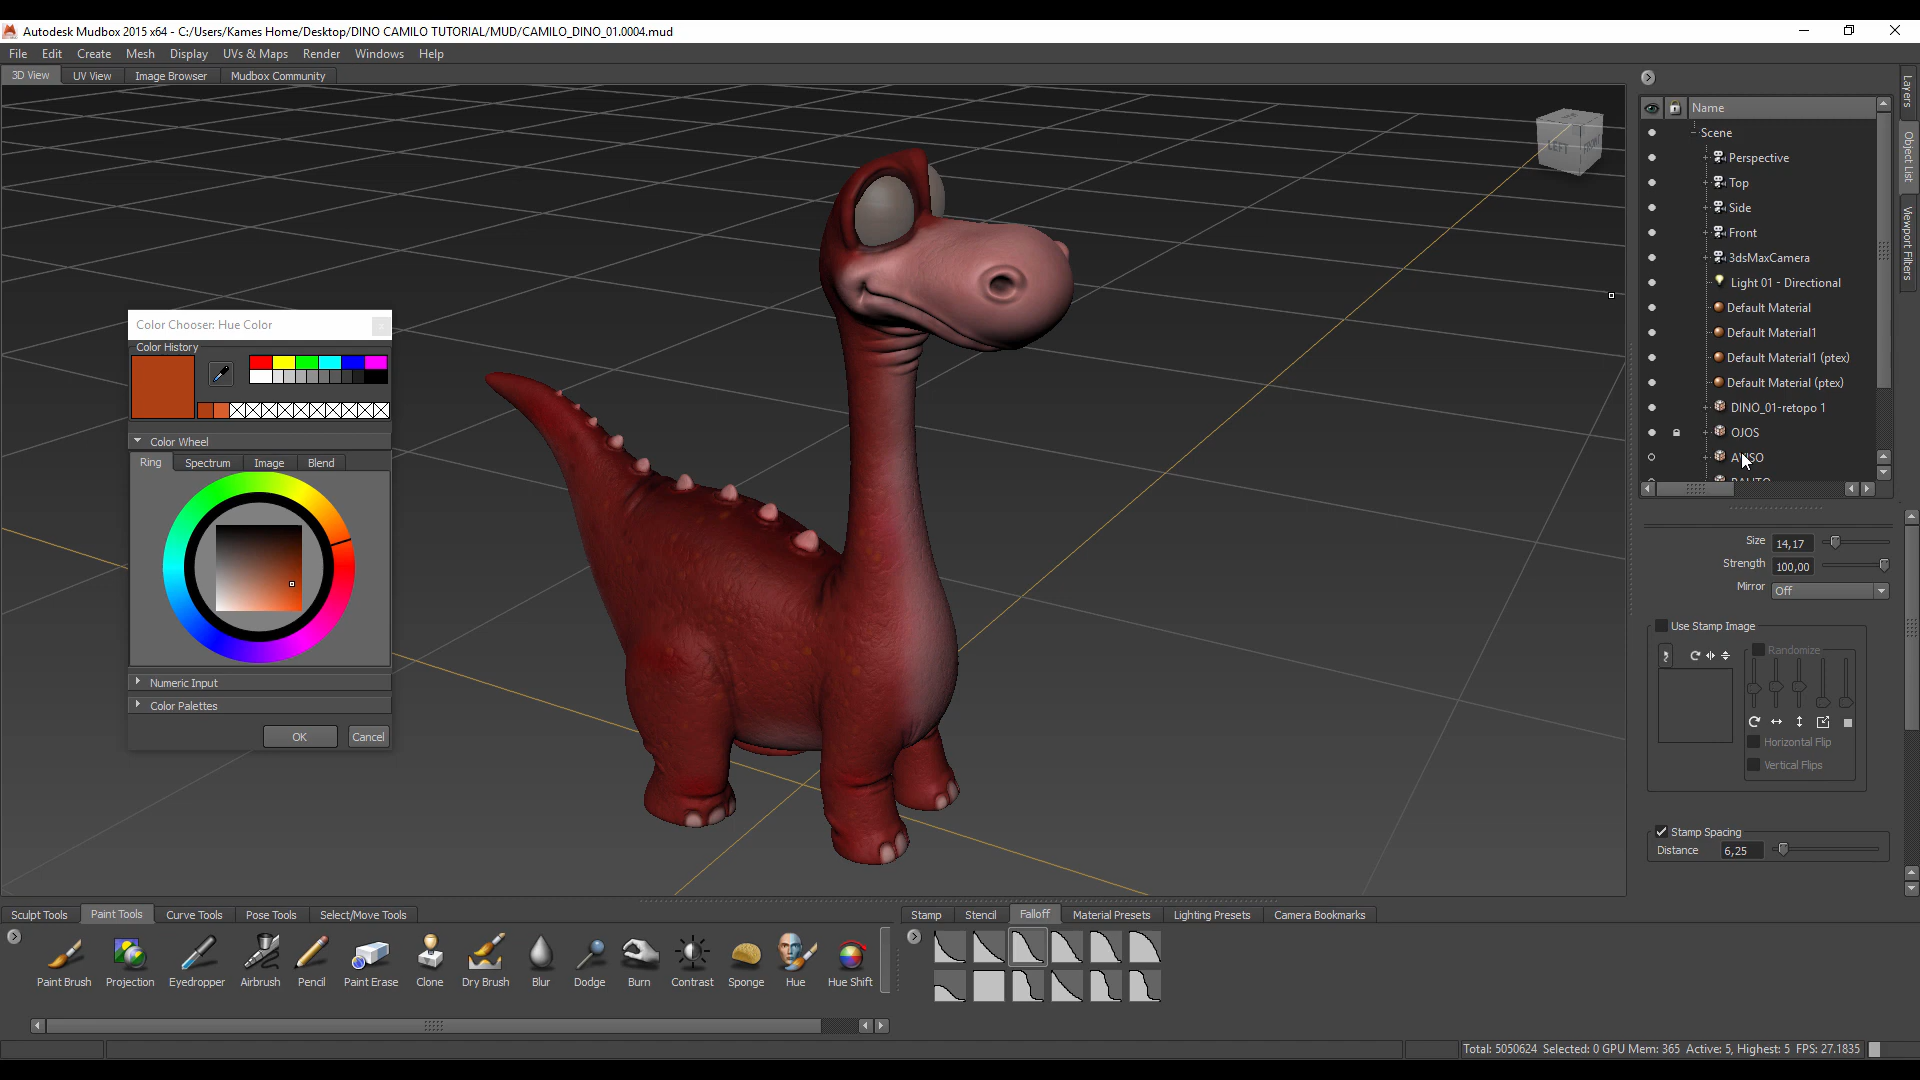 Autodesk Mudbox 2015 x64 - C:/Users/Kames Home/Desktop/DINO CAMILO TUTORIAL/MUD/CAMILO_DINO_01.0004.mud
File Edit Create Mesh Display UVs & Maps Render Windows Help
3D View UV View Image Browser Mudbox Community
Name
Scene
Perspective
Top
Side
Front
3dsMaxCamera
Light 01 - Directional
Default Material
Default Material1
Default Material1 (ptex)
Default Material (ptex)
DINO_01-retopo 1
OJOS
Layers
Object List
Viewport Filters
LEFT
Color Chooser: Hue Color
Color History
Color Wheel
Ring Spectrum Image Blend
Numeric Input
Color Palettes
OK Cancel
Size 14,17
Strength 100,00
Mirror Off
Use Stamp Image
Randomize
Horizontal Flip
Vertical Flips
Stamp Spacing
Distance 6,25
Sculpt Tools Paint Tools Curve Tools Pose Tools Select/Move Tools
Paint Brush Projection Eyedropper Airbrush Pencil Paint Erase Clone Dry Brush Blur Dodge Burn Contrast Sponge Hue Hue Shift
Stamp Stencil Falloff Material Presets Lighting Presets Camera Bookmarks
Total: 5050624 Selected: 0 GPU Mem: 365 Active: 5, Highest: 5 FPS: 27.1835